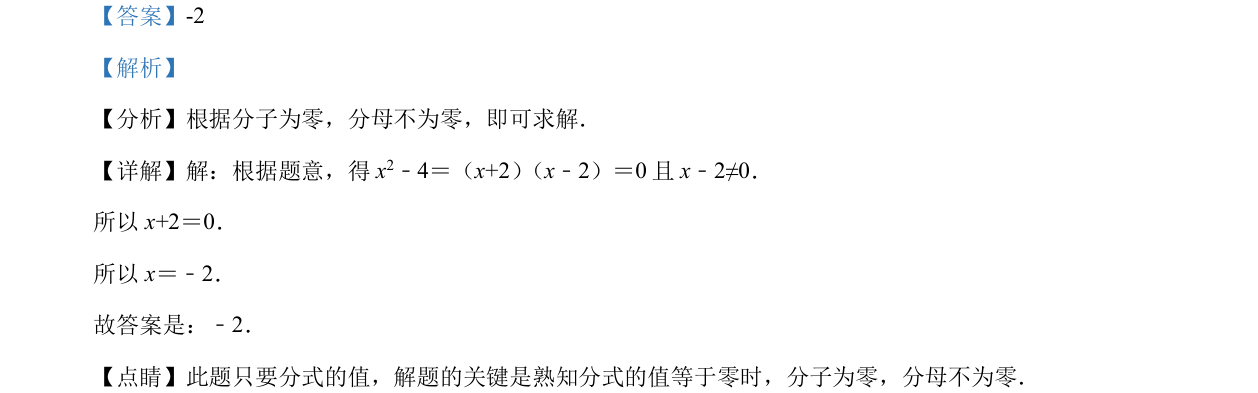 【答案】-2
【解析】
【分析】根据分子为零，分母不为零，即可求解．
【详解】解：根据题意，得 x²﹣4＝（x+2）（x﹣2）＝0 且 x﹣2≠0．
所以 x+2＝0．
所以 x＝﹣2．
故答案是：﹣2．
【点睛】此题只要分式的值，解题的关键是熟知分式的值等于零时，分子为零，分母不为零．